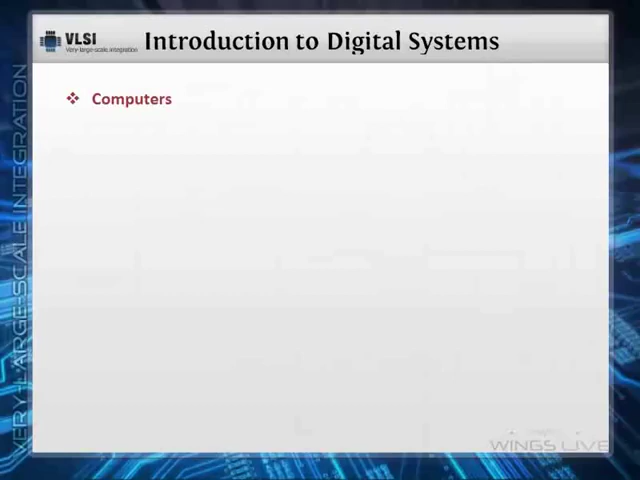 VLSI
Very-large-scale integration
Introduction to Digital Systems
Computers
VERY-LARGE-SCALE INTEGRATION
WINGS LIVE